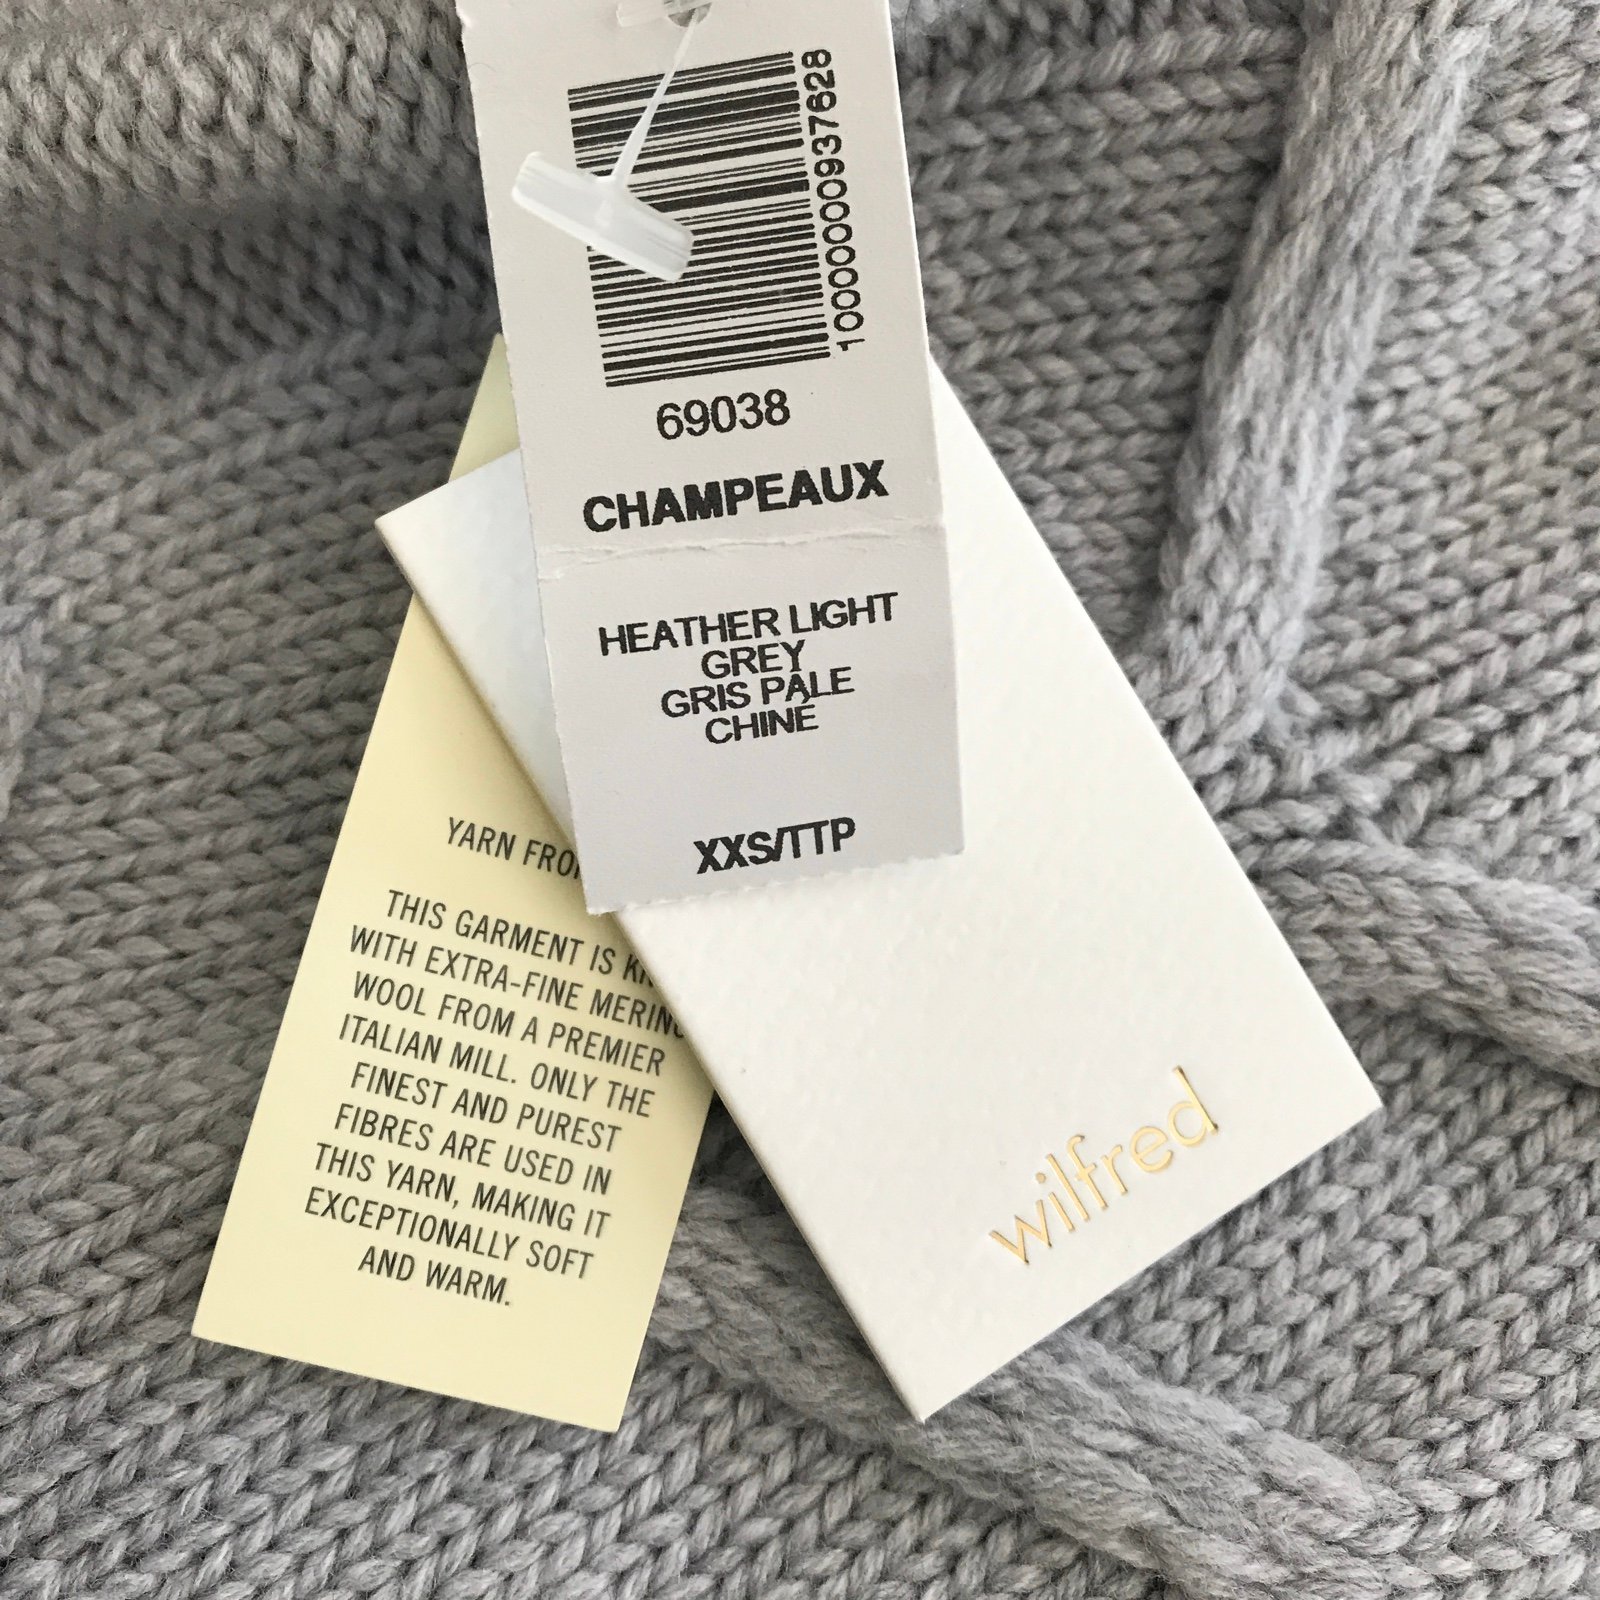 10000000937628
69038
CHAMPEAUX
HEATHER LIGHT
GREY
GRIS PÂLE
CHINÉ
XXS/TTP
YARN
THIS GARMENT IS
WITH EXTRA-FINE MERINO
WOOL FROM A PREMIER
ITALIAN MILL. ONLY THE
FINEST AND PUREST
FIBRES ARE USED IN
THIS YARN, MAKING IT
EXCEPTIONALLY SOFT
AND WARM.
wilfred